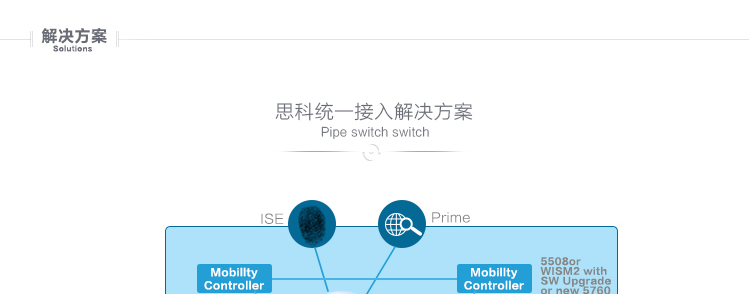 解决方案
Solutions
思科统一接入解决方案
Pipe switch switch
ISE
Prime
Mobility
Controller
Mobility
Controller
5508or
WISM2 with
SW Upgrade
or new 5760